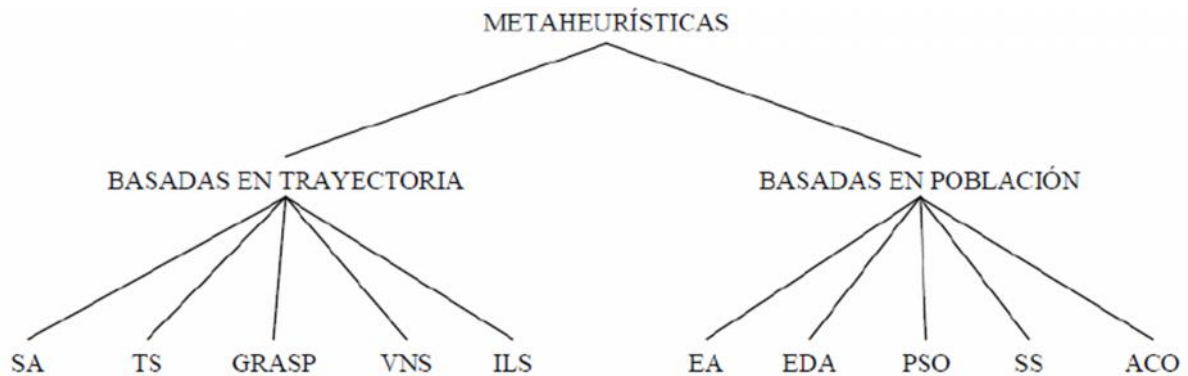 METAHEURÍSTICAS
BASADAS EN TRAYECTORIA BASADAS EN POBLACIÓN
SA TS GRASP VNS ILS EA EDA PSO SS ACO